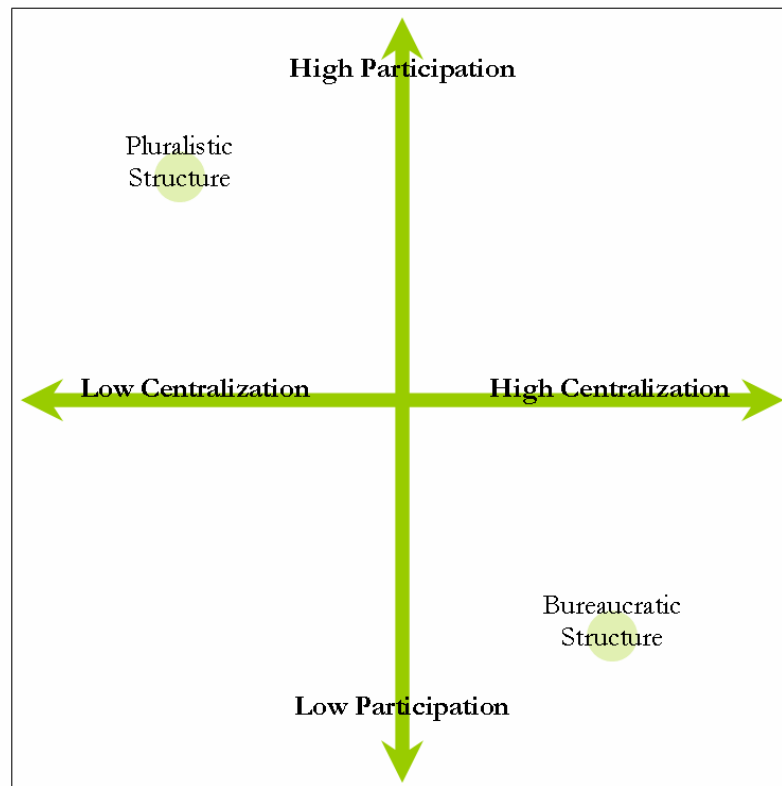 High Participation
Pluralistic
Structure
Low Centralization
High Centralization
Bureaucratic
Structure
Low Participation